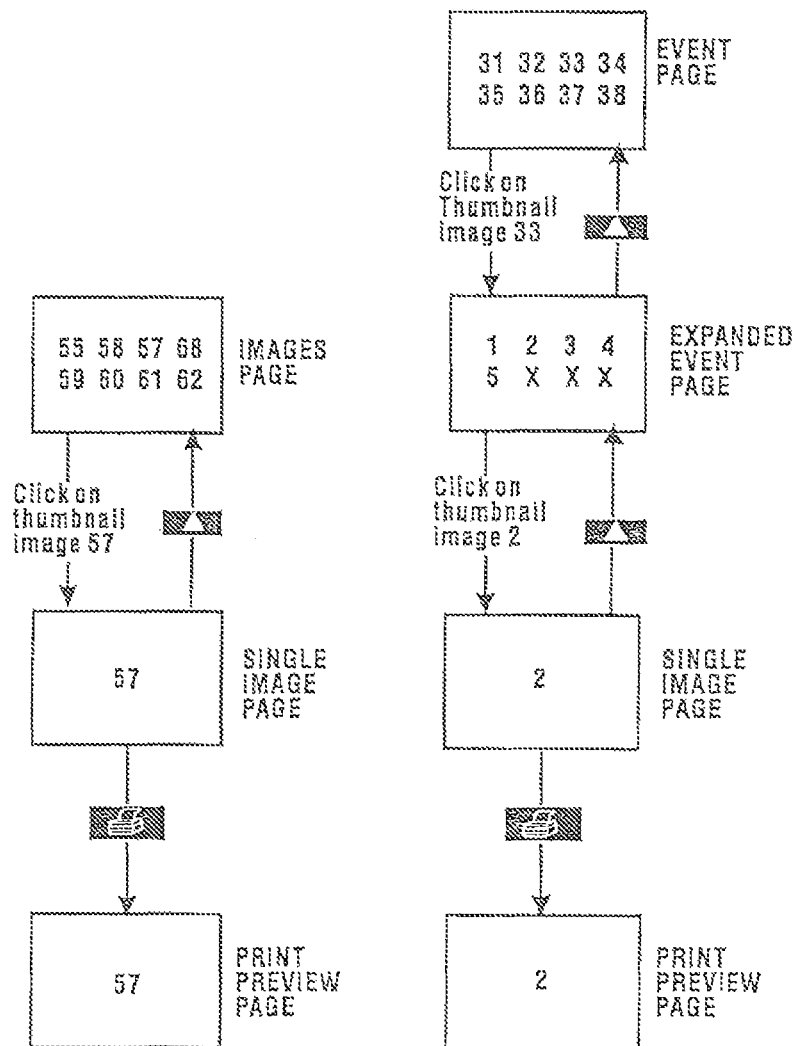 31 32 33 34
35 36 37 38
EVENT
PAGE
Click on
Thumbnail
image 33
55 58 57 68
59 60 61 62
IMAGES
PAGE
1 2 3 4
5 X X X
EXPANDED
EVENT
PAGE
Click on
thumbnail
image 57
Click on
thumbnail
image 2
57
SINGLE
IMAGE
PAGE
2
SINGLE
IMAGE
PAGE
57
PRINT
PREVIEW
PAGE
2
PRINT
PREVIEW
PAGE